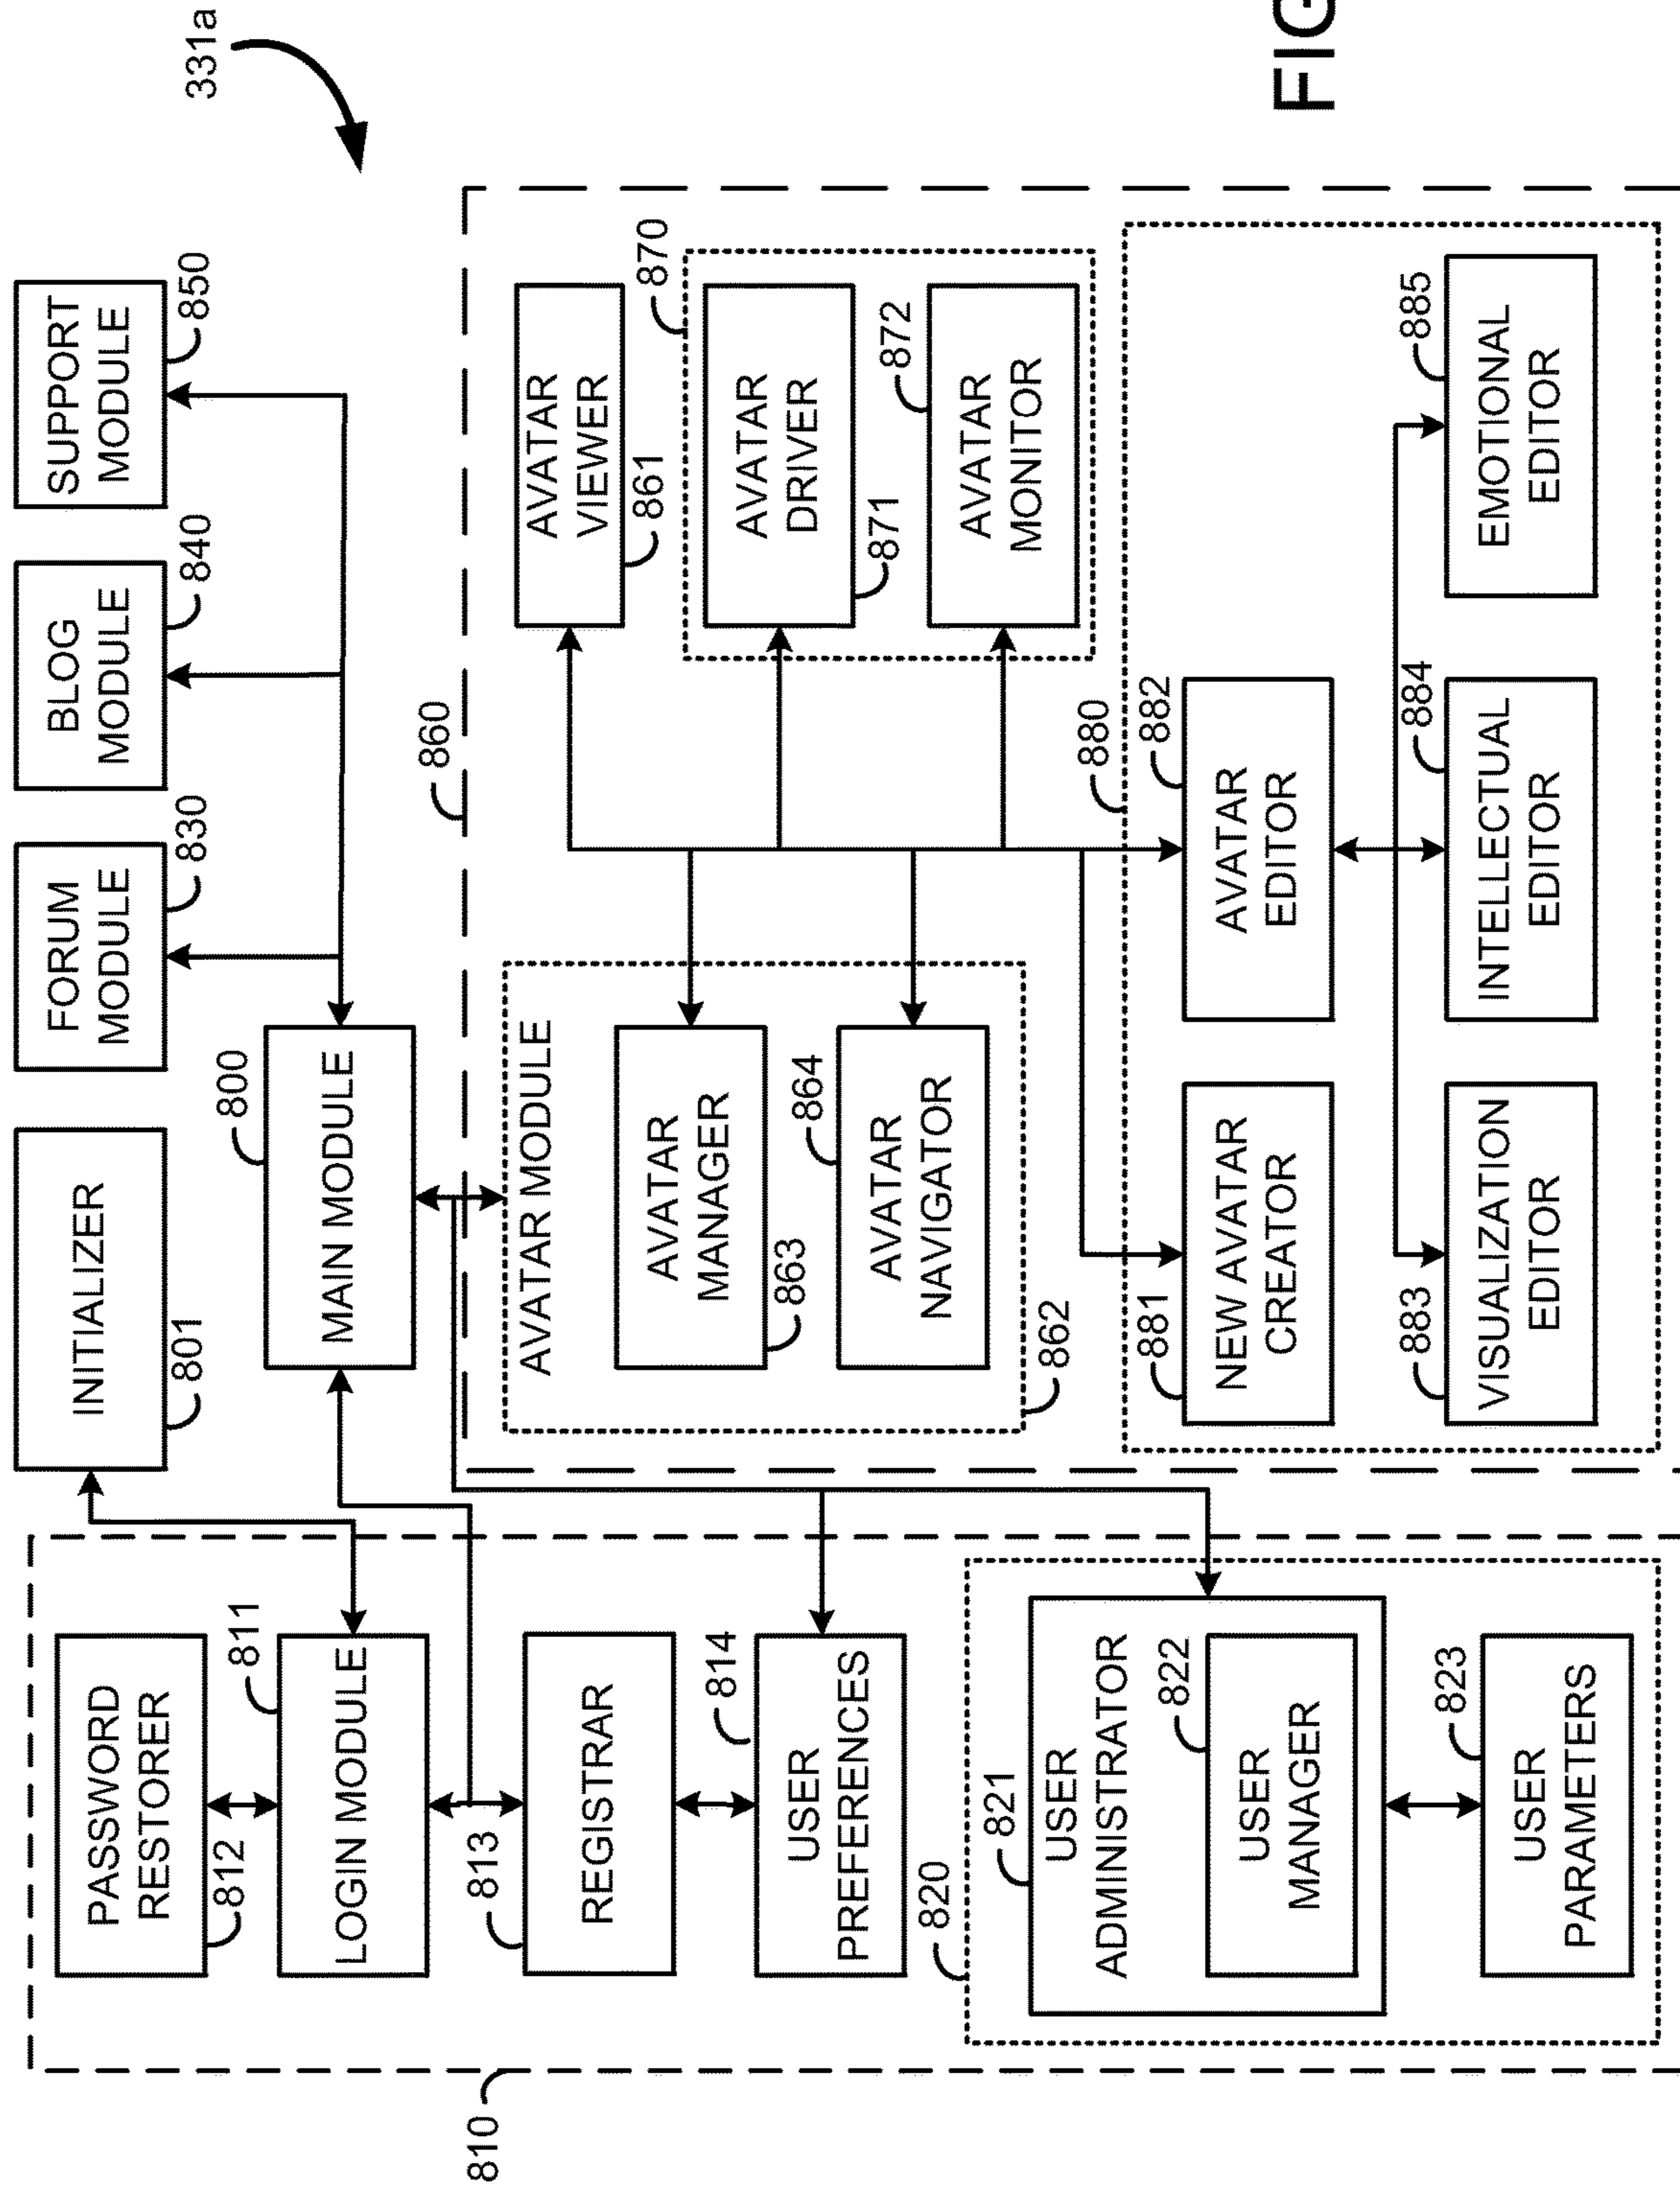 331a
SUPPORT
MODULE
850
BLOG
MODULE
840
FORUM
MODULE
830
INITIALIZER
801
MAIN MODULE
800
860
AVATAR
VIEWER
861
870
AVATAR
DRIVER
871
AVATAR
MONITOR
872
AVATAR MODULE
862
AVATAR
MANAGER
863
AVATAR
NAVIGATOR
864
880
NEW AVATAR
CREATOR
881
AVATAR
EDITOR
882
VISUALIZATION
EDITOR
883
INTELLECTUAL
EDITOR
884
EMOTIONAL
EDITOR
885
810
PASSWORD
RESTORER
812
LOGIN MODULE
811
REGISTRAR
813
USER
PREFERENCES
814
820
USER
ADMINISTRATOR
821
USER
MANAGER
822
USER
PARAMETERS
823
FIG